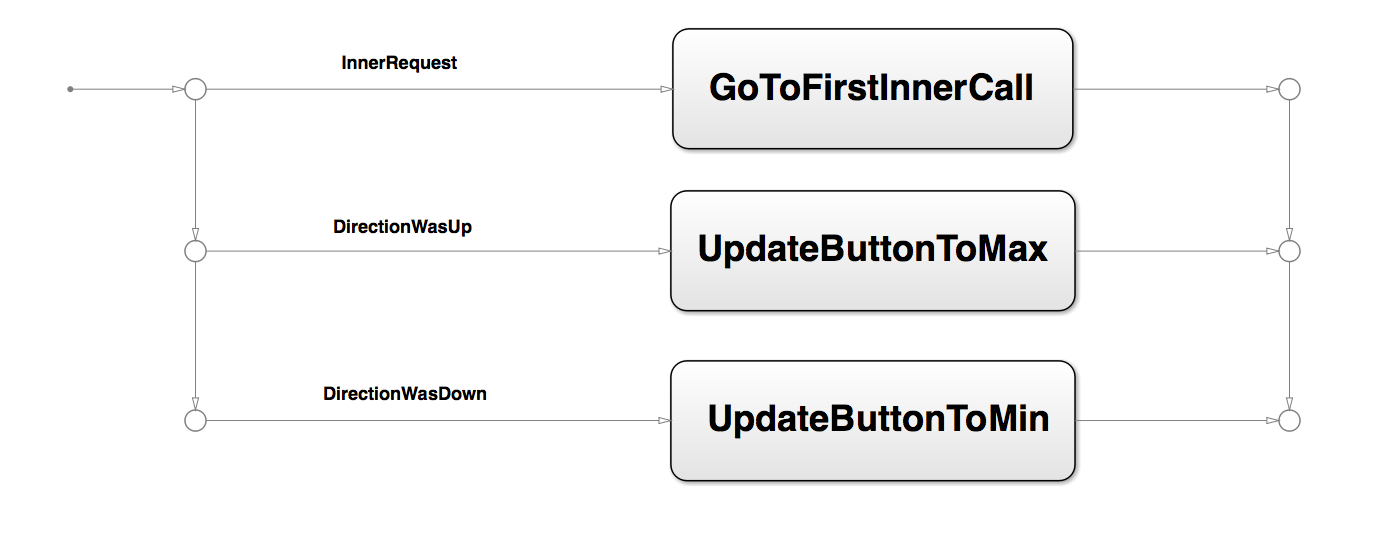 InnerRequest
GoToFirstInnerCall
DirectionWasUp
UpdateButtonToMax
DirectionWasDown
UpdateButtonToMin